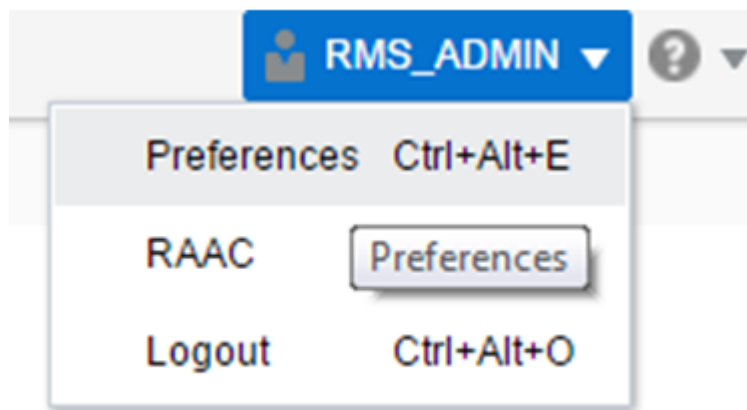 RMS_ADMIN ?
Preferences Ctrl+Alt+E
RAAC
Preferences
Logout Ctrl+Alt+O